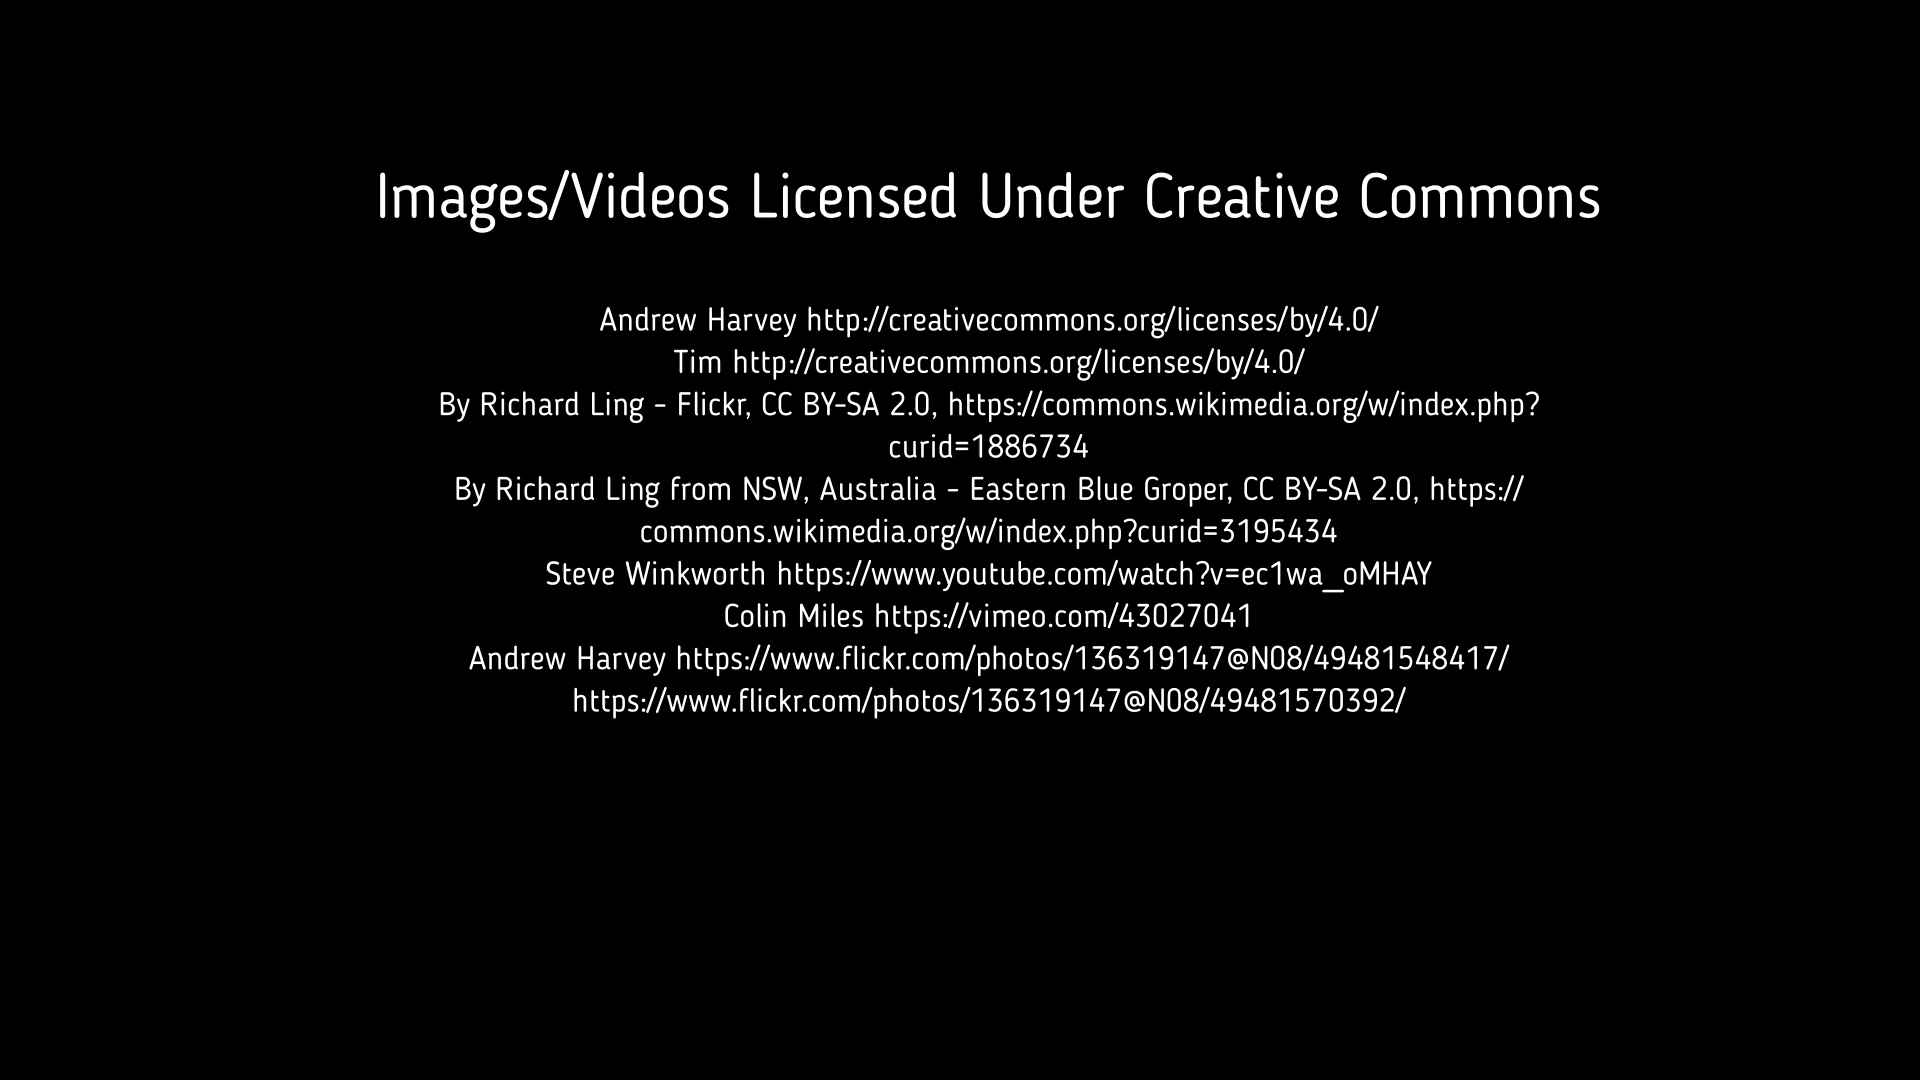 Images/Videos Licensed Under Creative Commons
Andrew Harvey http://creativecommons.org/licenses/by/4.0/
Tim http://creativecommons.org/licenses/by/4.0/
By Richard Ling - Flickr, CC BY-SA 2.0, https://commons.wikimedia.org/w/index.php?
curid=1886734
By Richard Ling from NSW, Australia - Eastern Blue Groper, CC BY-SA 2.0, https://
commons.wikimedia.org/w/index.php?curid=3195434
Steve Winkworth https://www.youtube.com/watch?v=ec1wa_oMHAY
Colin Miles https://vimeo.com/43027041
Andrew Harvey https://www.flickr.com/photos/136319147@N08/49481548417/
https://www.flickr.com/photos/136319147@N08/49481570392/